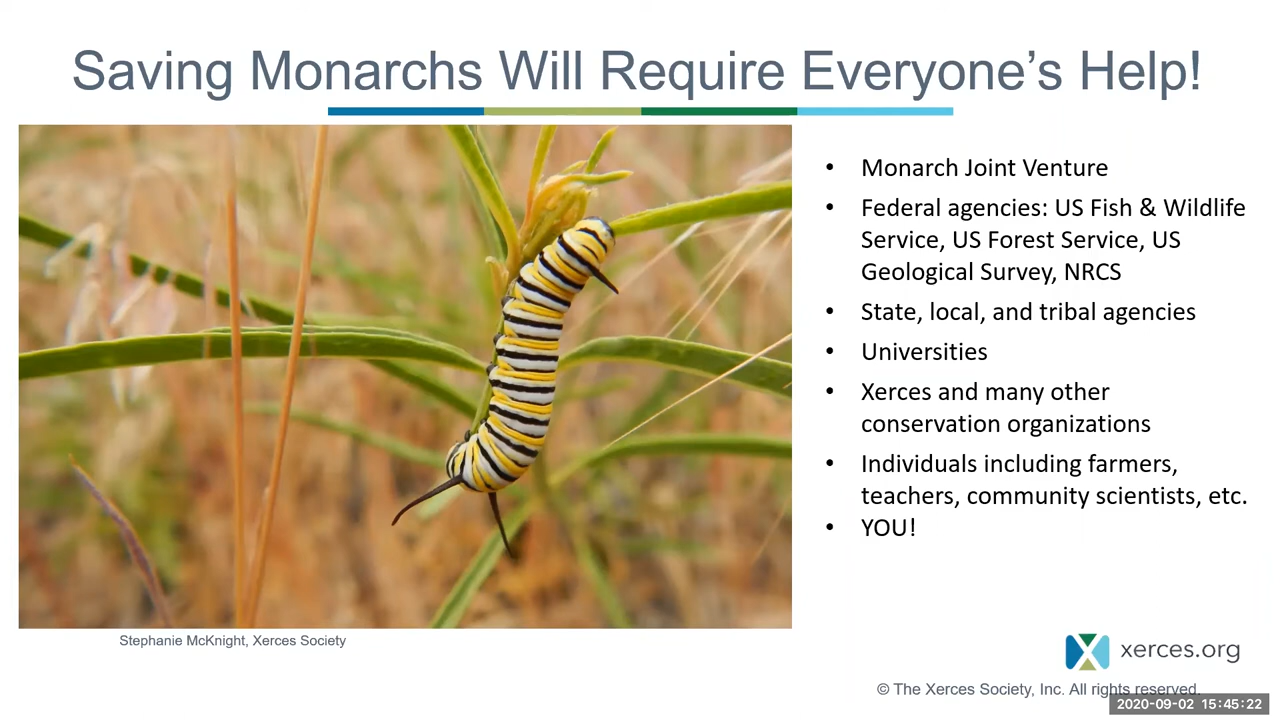 Saving Monarchs Will Require Everyone’s Help!
• Monarch Joint Venture
• Federal agencies: US Fish & Wildlife
Service, US Forest Service, US
Geological Survey, NRCS
• State, local, and tribal agencies
• Universities
• Xerces and many other
conservation organizations
• Individuals including farmers,
teachers, community scientists, etc.
• YOU!
Stephanie McKnight, Xerces Society
xerces.org
© The Xerces Society, Inc. All rights reserved.
2020-09-02 15:45:22